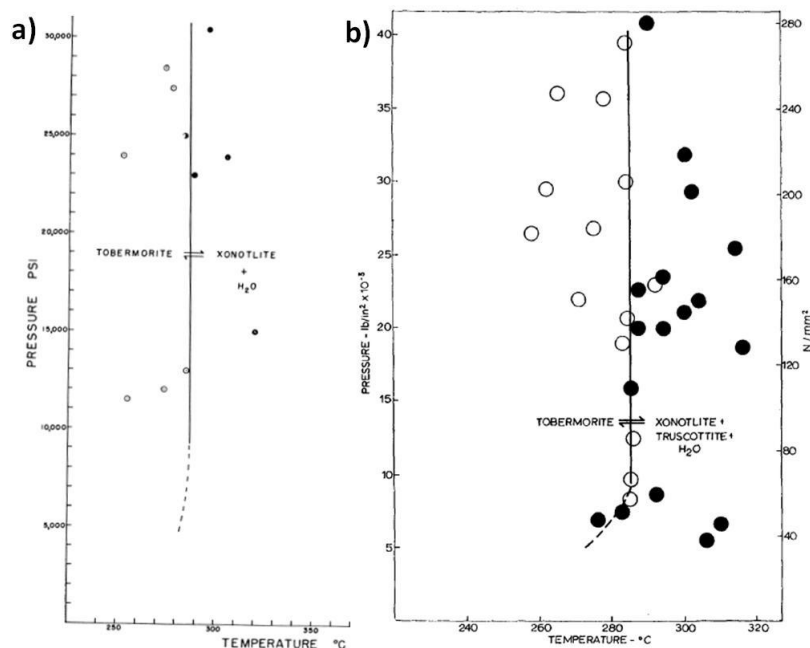 a)
30,000
25,000
20,000
15,000
10,000
5,000
PRESSURE PSI
TOBERMORITE ⇌ XONOTLITE
+
H₂O
250
300
350
TEMPERATURE °C
b)
40
35
30
25
20
15
10
5
PRESSURE - lb/in² x 10⁻³
280
240
200
160
120
80
40
N/mm²
TOBERMORITE ⇌ XONOTLITE +
TRUSCOTTITE +
H₂O
240
260
280
300
320
TEMPERATURE - °C